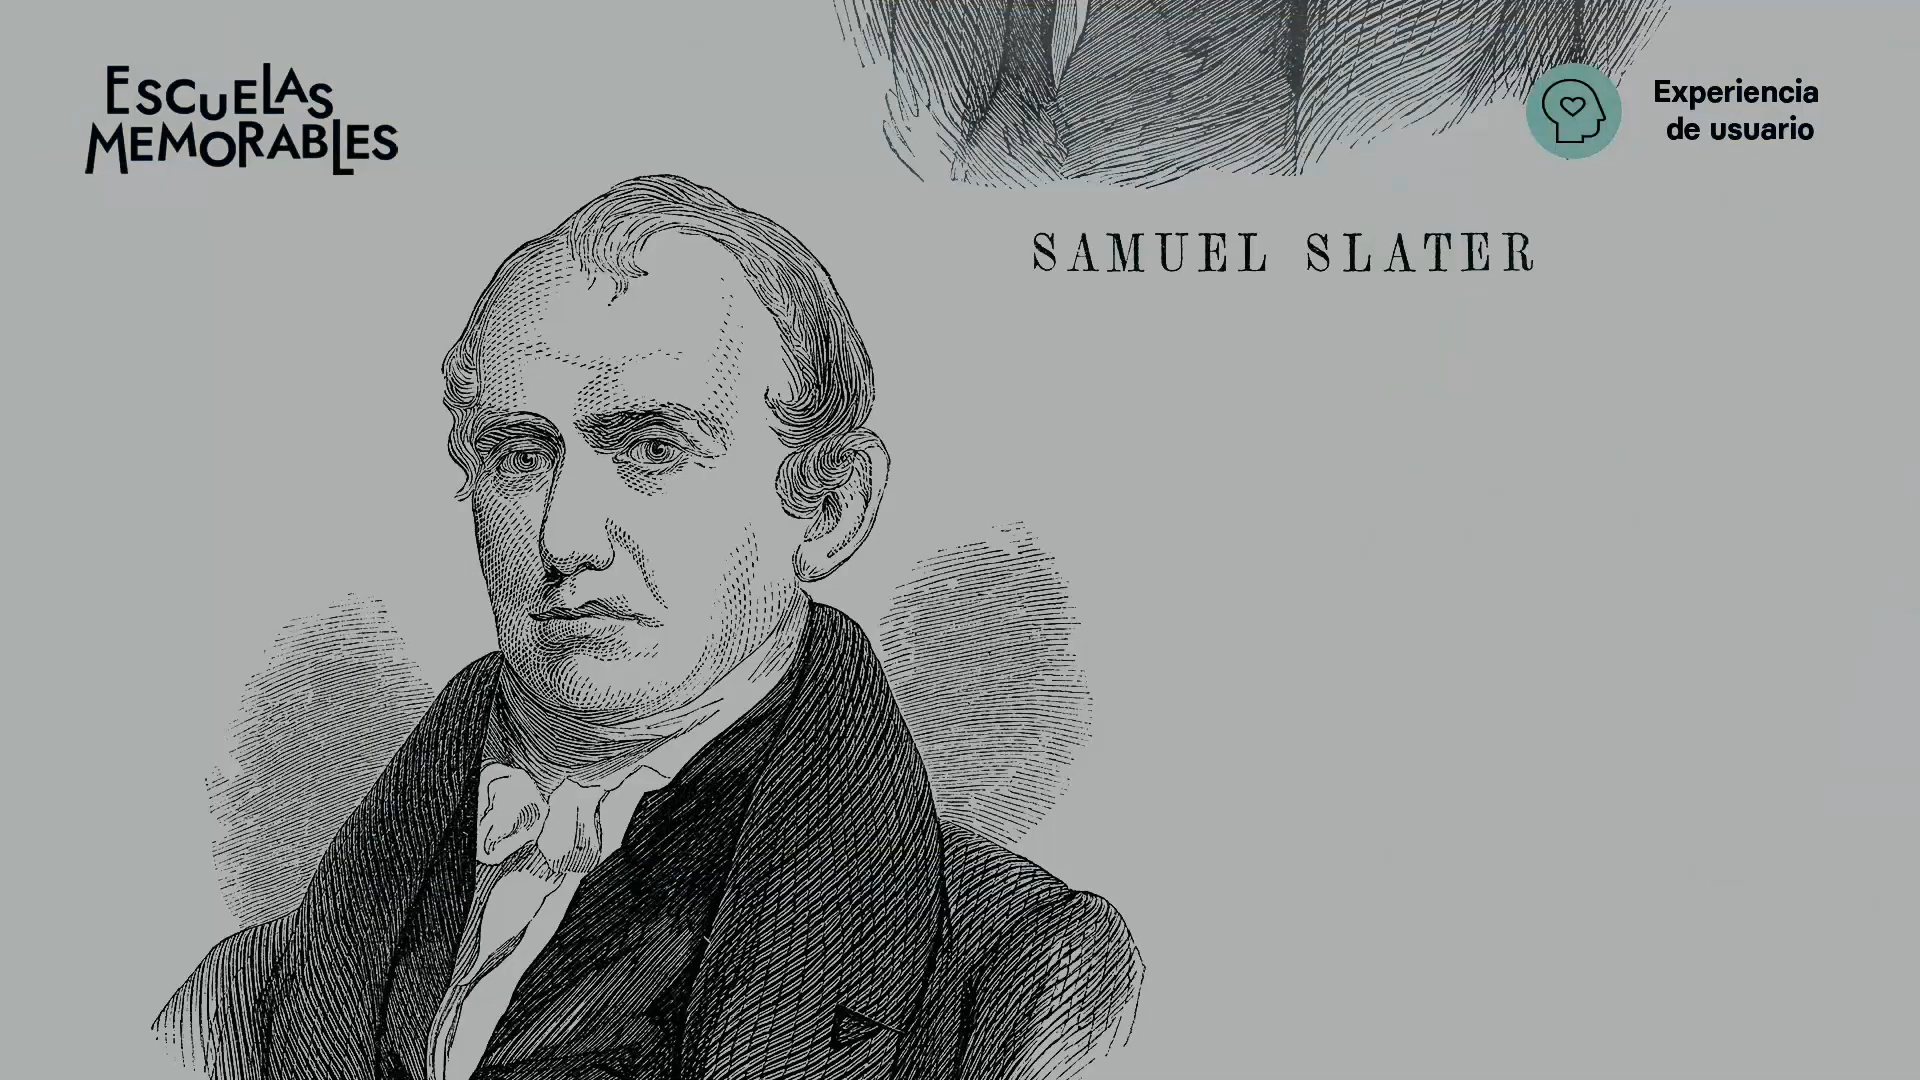 ESCUELAS
MEMORABLES
Experiencia
de usuario
SAMUEL SLATER